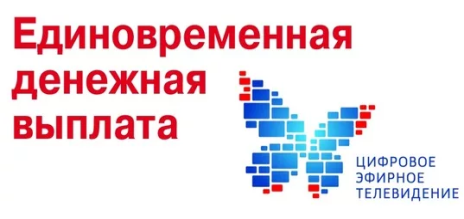 Единовременная
денежная
выплата
ЦИФРОВОЕ
ЭФИРНОЕ
ТЕЛЕВИДЕНИЕ